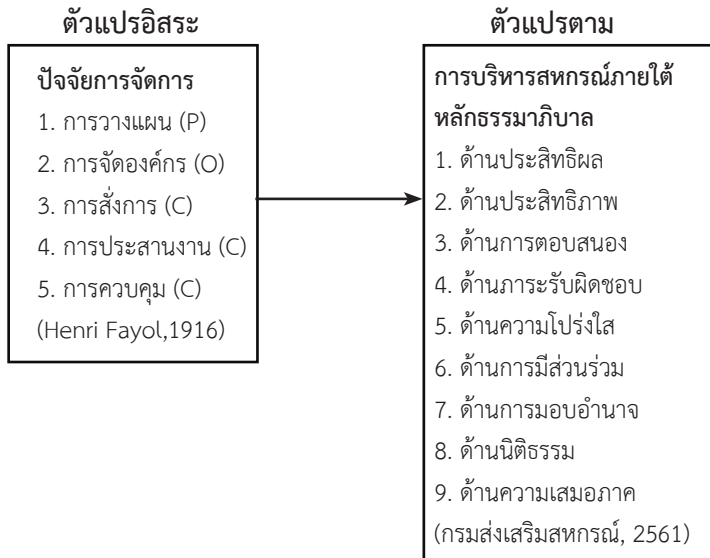 ตัวแปรอิสระ
ปัจจัยการจัดการ
1. การวางแผน (P)
2. การจัดองค์กร (O)
3. การสั่งการ (C)
4. การประสานงาน (C)
5. การควบคุม (C)
(Henri Fayol,1916)
ตัวแปรตาม
การบริหารสหกรณ์ภายใต้
หลักธรรมาภิบาล
1. ด้านประสิทธิผล
2. ด้านประสิทธิภาพ
3. ด้านการตอบสนอง
4. ด้านภาระรับผิดชอบ
5. ด้านความโปร่งใส
6. ด้านการมีส่วนร่วม
7. ด้านการมอบอำนาจ
8. ด้านนิติธรรม
9. ด้านความเสมอภาค
(กรมส่งเสริมสหกรณ์, 2561)